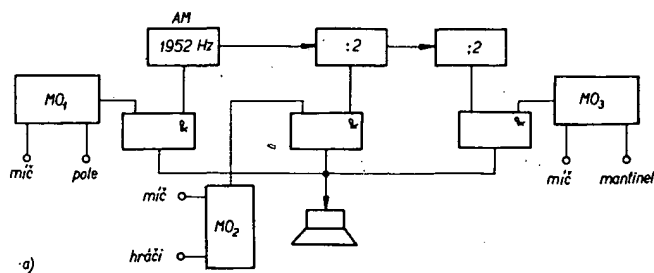 AM
1952 Hz
:2
:2
MO1
&
&
&
MO3
míč
pole
míč
MO2
hráči
míč
mantinel
a)